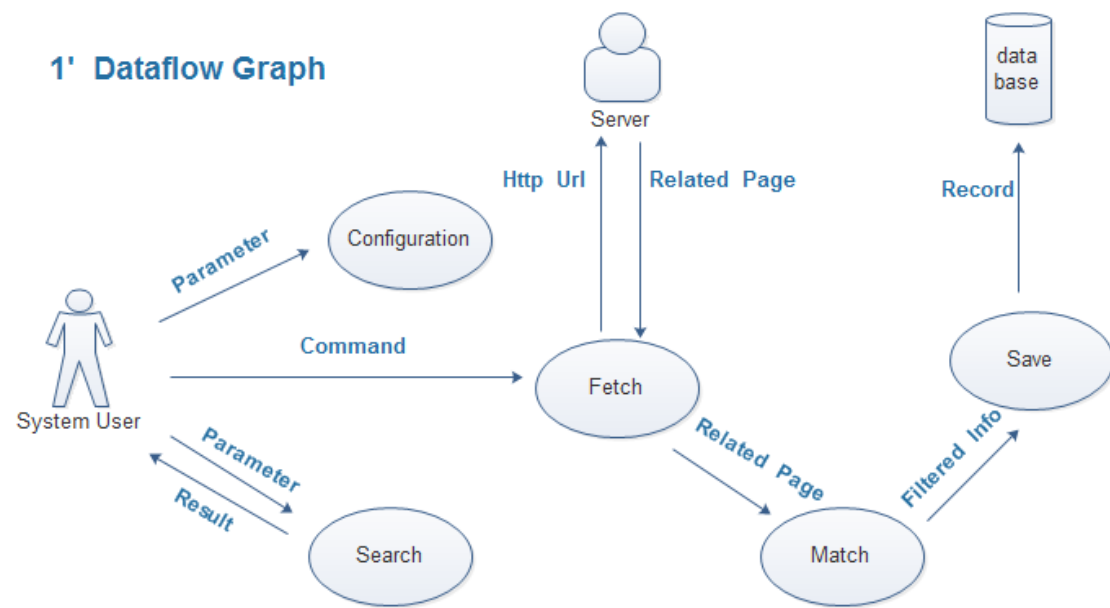 1' Dataflow Graph
data
base
Server
Http Url
Related Page
Record
Parameter
Configuration
Command
System User
Fetch
Save
Parameter
Result
Search
Related Page
Match
Filtered Info